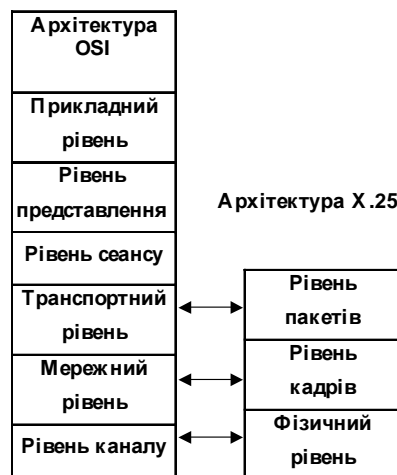 Архітектура
OSI
Прикладний
рівень
Рівень
представлення
Рівень сеансу
Транспортний
рівень
Мережний
рівень
Рівень каналу
Архітектура X.25
Рівень
пакетів
Рівень
кадрів
Фізичний
рівень